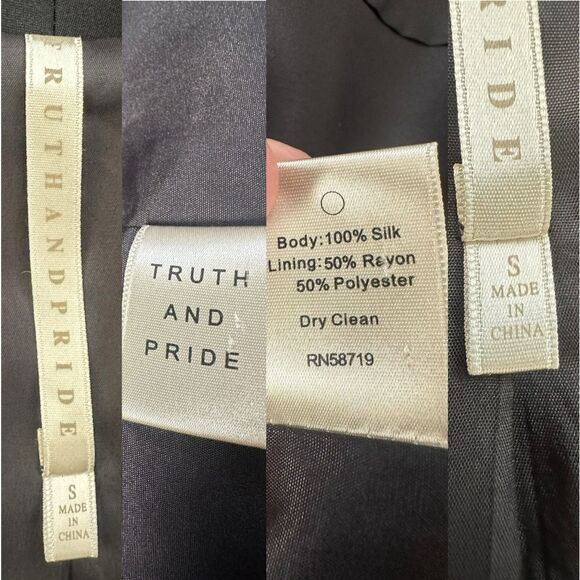 TRUTHANDPRIDE
S
MADE
IN
CHINA
TRUTH
AND
PRIDE
Body:100% Silk
Lining: 50% Rayon
50% Polyester
Dry Clean
RN58719
RIDE
S
MADE
IN
CHINA